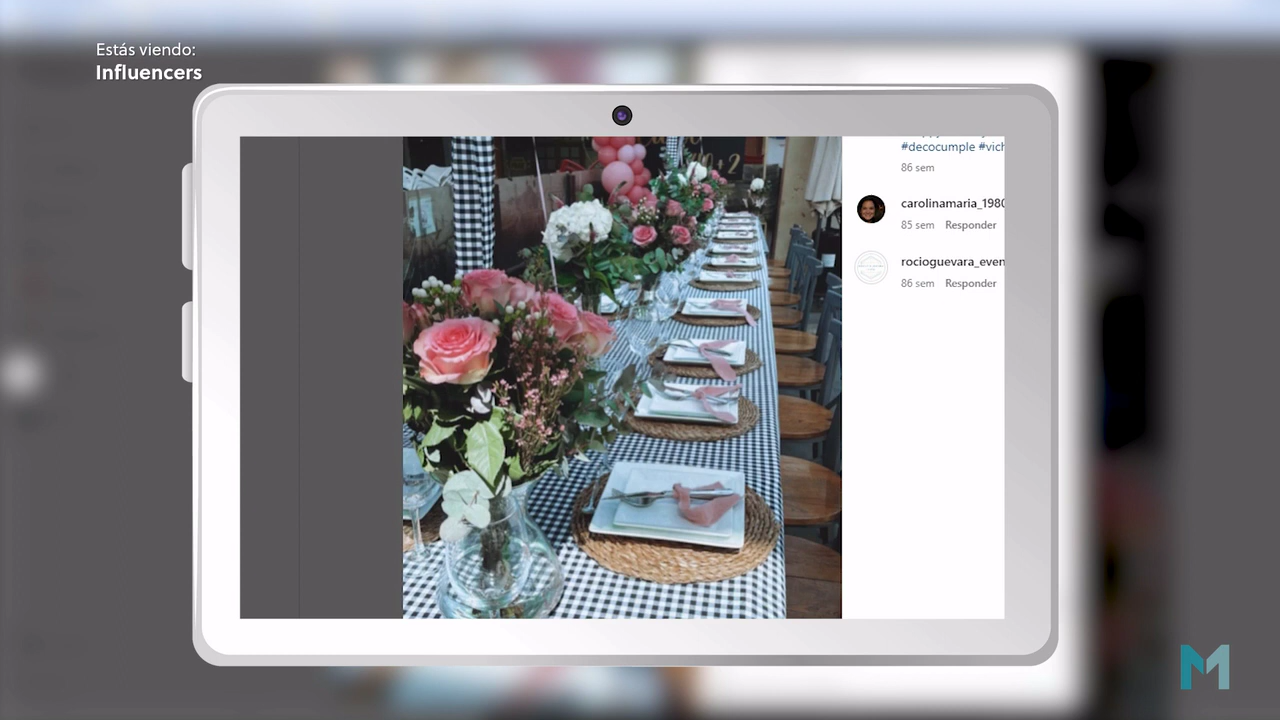 Estás viendo:
Influencers
#decocumple #vich
86 sem
carolinamaria_1980
85 sem Responder
rocioguevara_even
86 sem Responder